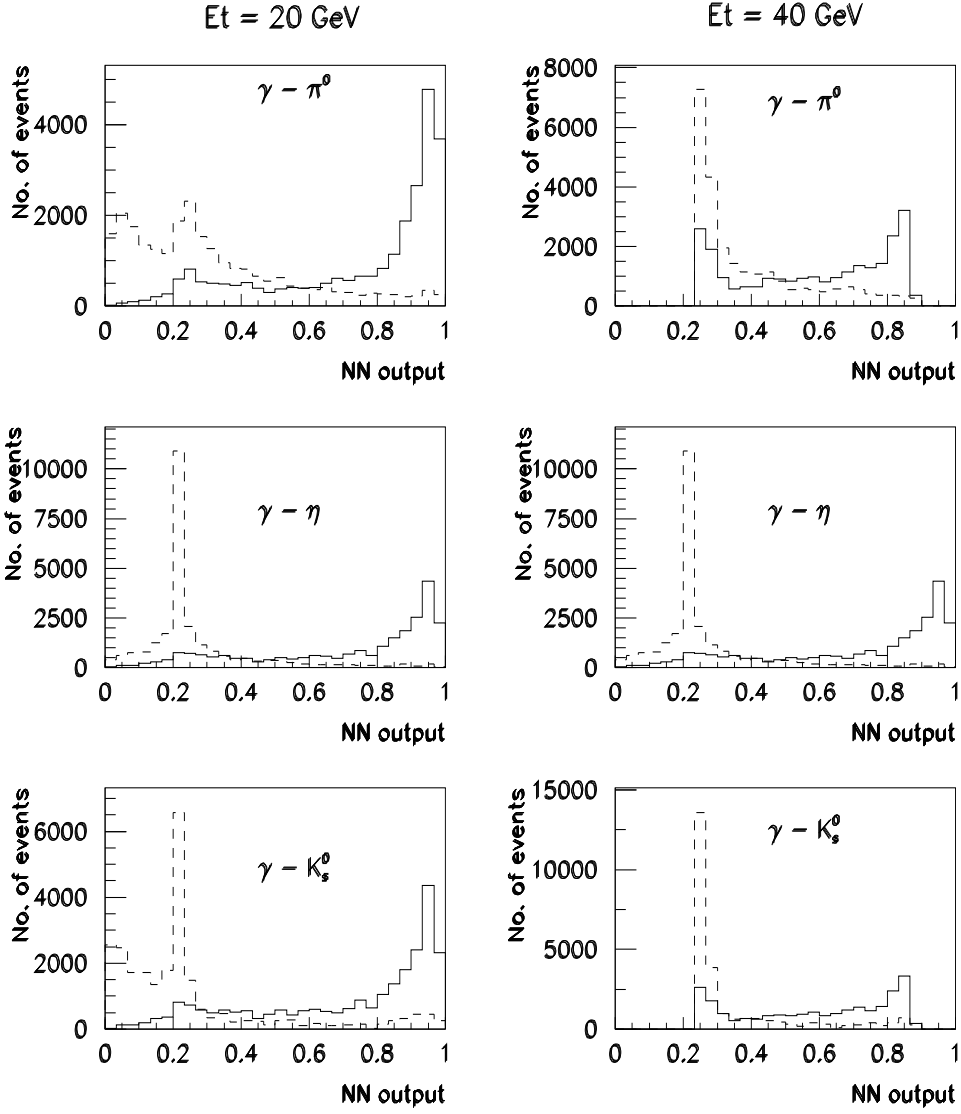 Et = 20 GeV
Et = 40 GeV
No. of events
4000
2000
0
γ − π⁰
0 0.2 0.4 0.6 0.8 1
NN output
No. of events
8000
6000
4000
2000
0
γ − π⁰
0 0.2 0.4 0.6 0.8 1
NN output
No. of events
10000
7500
5000
2500
0
γ − η
0 0.2 0.4 0.6 0.8 1
NN output
No. of events
10000
7500
5000
2500
0
γ − η
0 0.2 0.4 0.6 0.8 1
NN output
No. of events
6000
4000
2000
0
γ − Kₛ⁰
0 0.2 0.4 0.6 0.8 1
NN output
No. of events
15000
10000
5000
0
γ − Kₛ⁰
0 0.2 0.4 0.6 0.8 1
NN output